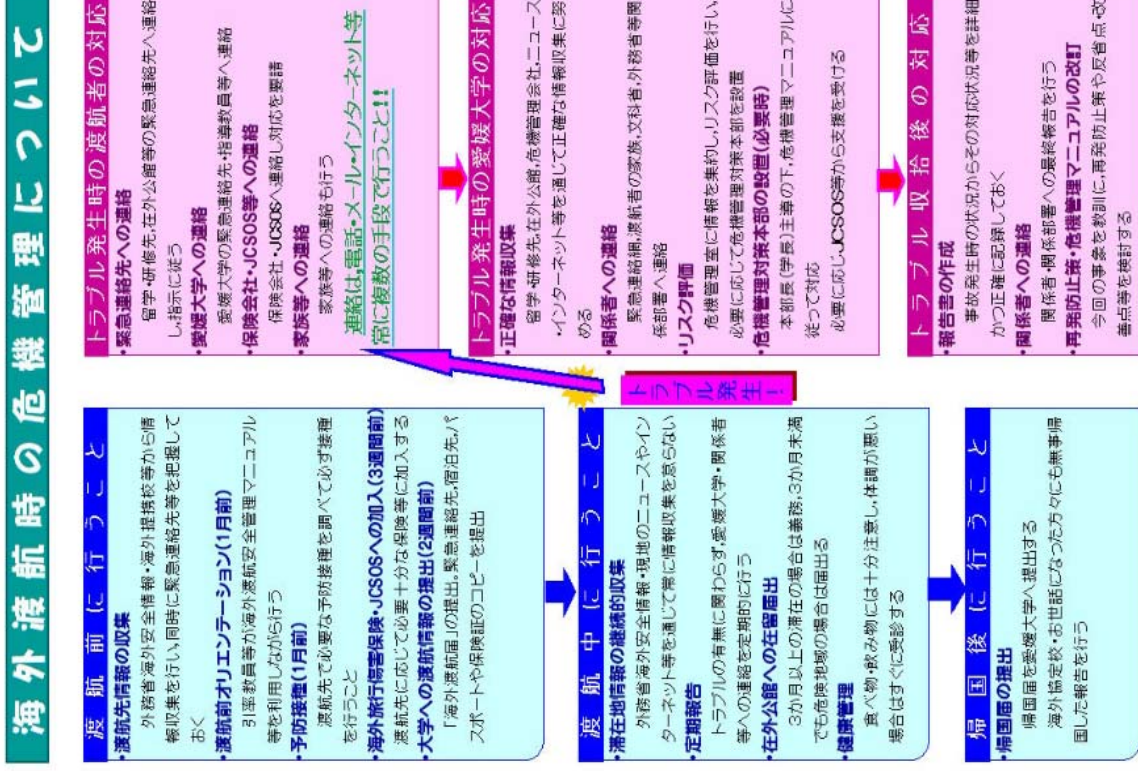 海外渡航時の危機管理について
渡航前に行うこと
・渡航先情報の収集
外務省海外安全情報・海外提携校等から情
報収集を行い、同時に緊急連絡先等を把握して
おく
・渡航前オリエンテーション(1月前)
引率教員等が海外渡航安全管理マニュアル
等を利用しながら行う
・予防接種(1月前)
渡航先で必要な予防接種を調べて必ず接種
を行うこと
・海外旅行傷害保険・JCSOSへの加入(3週間前)
渡航先に応じて必要十分な保険等に加入する
・大学への渡航情報の提出(2週間前)
「海外渡航届」の提出。緊急連絡先、宿泊先、パ
スポートや保険証のコピーを提出
渡航中に行うこと
・滞在地情報の継続的収集
外務省海外安全情報・現地のニュースやイン
ターネット等を通じて常に情報収集を怠らない
・定期報告
トラブルの有無に関わらず、愛媛大学・関係者
等への連絡を定期的に行う
・在外公館への在留届出
3か月以上の滞在の場合は義務、3か月未満
でも危険地域の場合は届出る
・健康管理
食べ物・飲み物には十分注意し、体調が悪い
場合はすぐに受診する
帰国後に行うこと
・帰国届の提出
帰国届を愛媛大学へ提出する
海外協定校・お世話になった方々にも無事帰
国した報告を行う
トラブル発生!
トラブル発生時の渡航者の対応
・緊急連絡先への連絡
留学・研修先、在外公館等の緊急連絡先へ連絡
し、指示に従う
・愛媛大学への連絡
愛媛大学の緊急連絡先・指導教員等へ連絡
・保険会社・JCSOS等への連絡
保険会社・JCSOSへ連絡し対応を要請
・家族等への連絡
家族等への連絡も行う
連絡は、電話・メール・インターネット等
常に複数の手段で行うこと!!
トラブル発生時の愛媛大学の対応
・正確な情報収集
留学・研修先、在外公館、危機管理会社、ニュース
・インターネット等を通じて正確な情報収集に努
める
・関係者への連絡
緊急連絡網、渡航者の家族、文科省、外務省等関
係部署へ連絡
・リスク評価
危機管理室に情報を集約し、リスク評価を行い、
必要に応じて危機管理対策本部を設置
・危機管理対策本部の設置(必要時)
本部長(学長)主導の下、危機管理マニュアルに
従って対応
必要に応じ、JCSOS等から支援を受ける
トラブル収拾後の対応
・報告書の作成
事故発生時の状況からその対応状況等を詳細
かつ正確に記録しておく
・関係者への連絡
関係者・関係部署への最終報告を行う
・再発防止策・危機管理マニュアルの改訂
今回の事象を教訓に、再発防止策や反省点・改
善点等を検討する